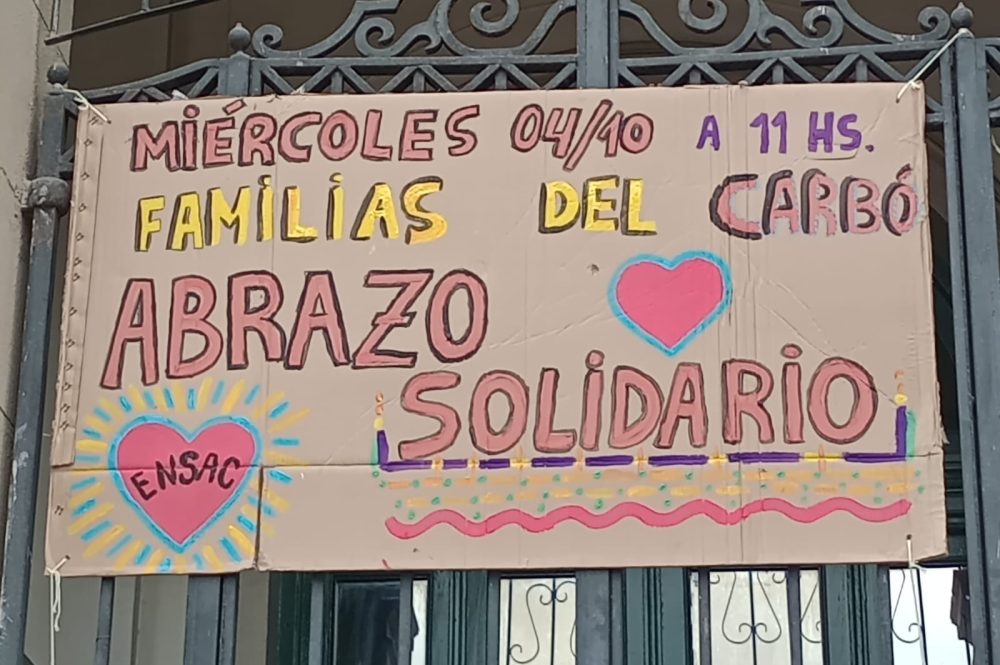 MIÉRCOLES 04/10 A 11 HS.
FAMILIAS DEL CARBÓ
ABRAZO
SOLIDARIO
ENSAC